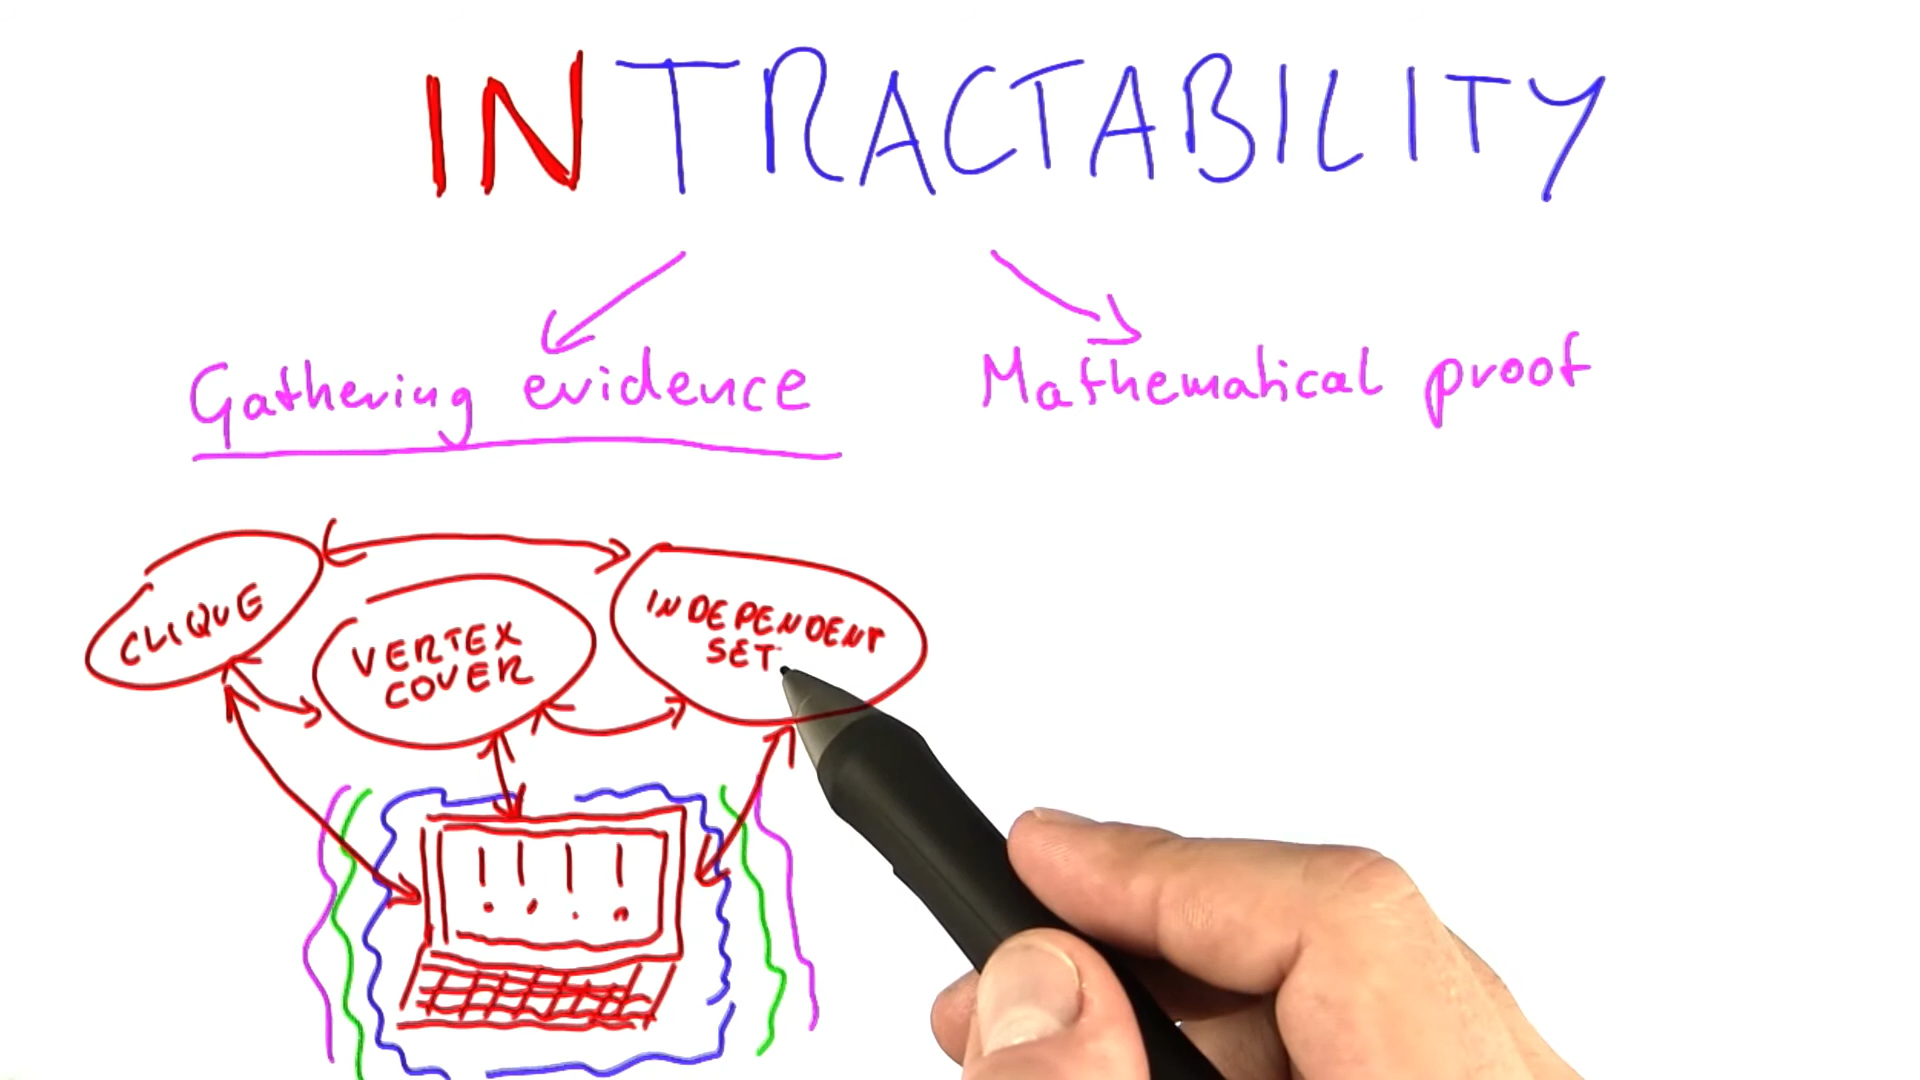 INTRACTABILITY
Gathering evidence
Mathematical proof
CLIQUE
VERTEX
COVER
INDEPENDENT
SET
! ! ! !